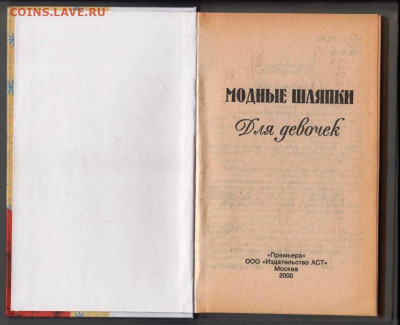 COINS.LAVE.RU
МОДНЫЕ ШЛЯПКИ
Для девочек
«Премьера»
ООО «Издательство АСТ»
Москва
2000